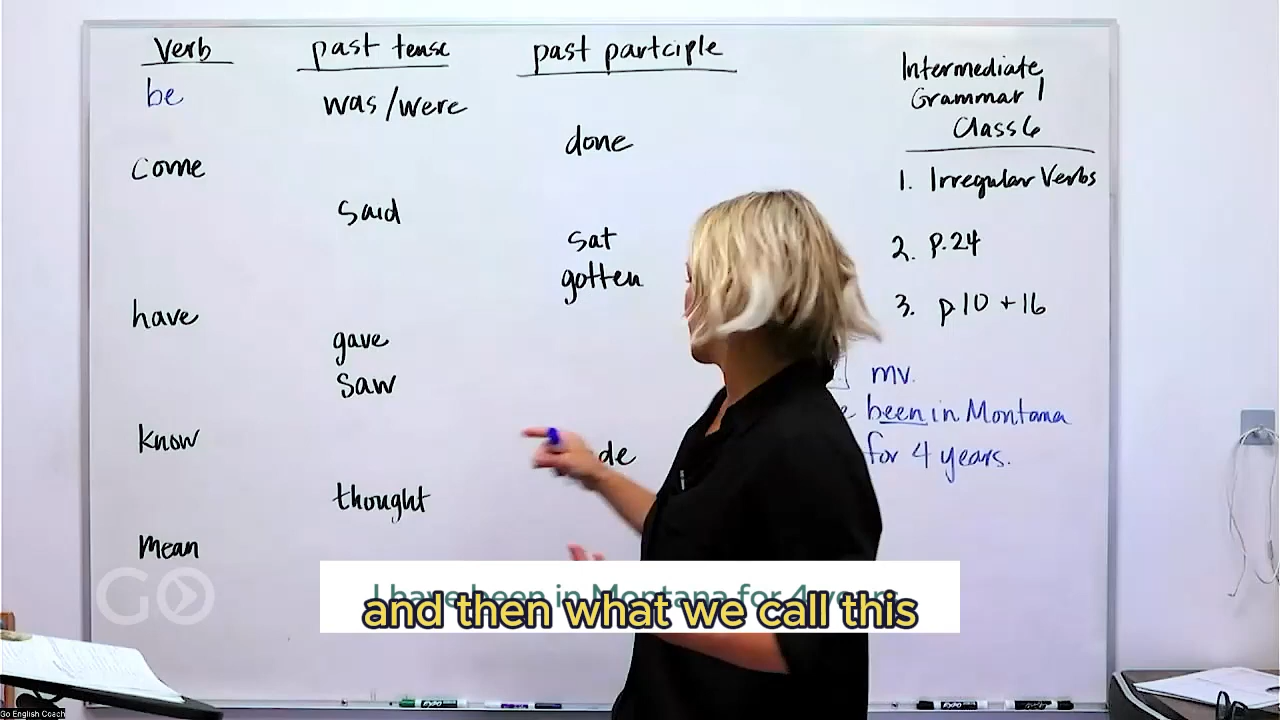 Verb past tense past partciple
be was/were
done
come
said
sat
gotten
have
gave
saw
know
de
thought
mean
Intermediate
Grammar 1
Class 6
1. Irregular Verbs
2. p.24
3. p 10 + 16
mv.
been in Montana
for 4 years.
GO
I have been in Montana for 4 years
and then what we call this
Go English Coach